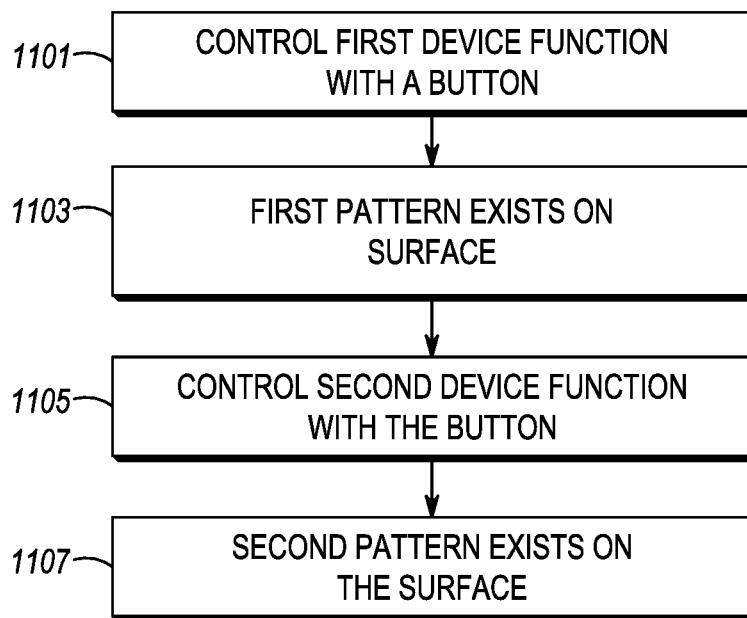 1101
CONTROL FIRST DEVICE FUNCTION
WITH A BUTTON
1103
FIRST PATTERN EXISTS ON
SURFACE
1105
CONTROL SECOND DEVICE FUNCTION
WITH THE BUTTON
1107
SECOND PATTERN EXISTS ON
THE SURFACE